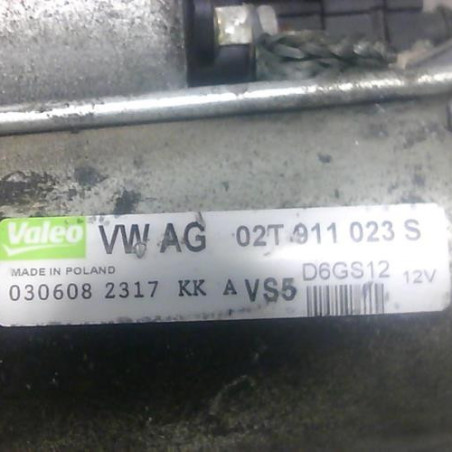 Valeo VW AG 02T 911 023 S
MADE IN POLAND D6GS12 12V
030608 2317 KK A VS5